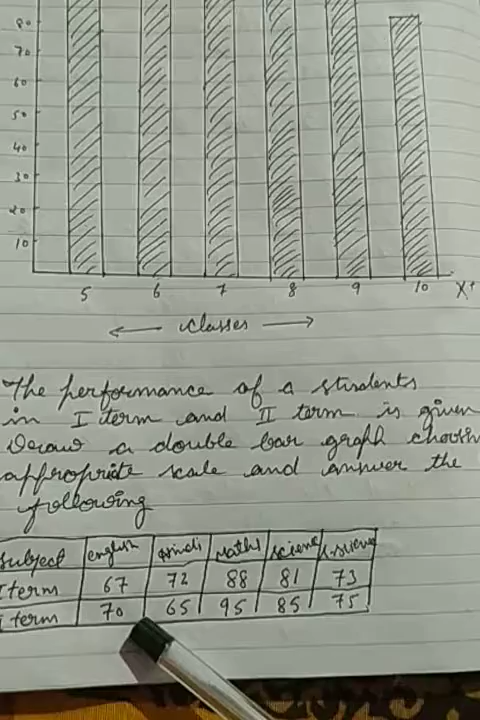 80
70
60
50
40
30
20
10
5 6 7 8 9 10 X'
← classes →
The performance of a students
in I term and II term is given
Draw a double bar graph choosin
appropriate scale and answer the
following
Subject english Hindi Maths science S.science
I term 67 72 88 81 73
I term 70 65 95 85 75